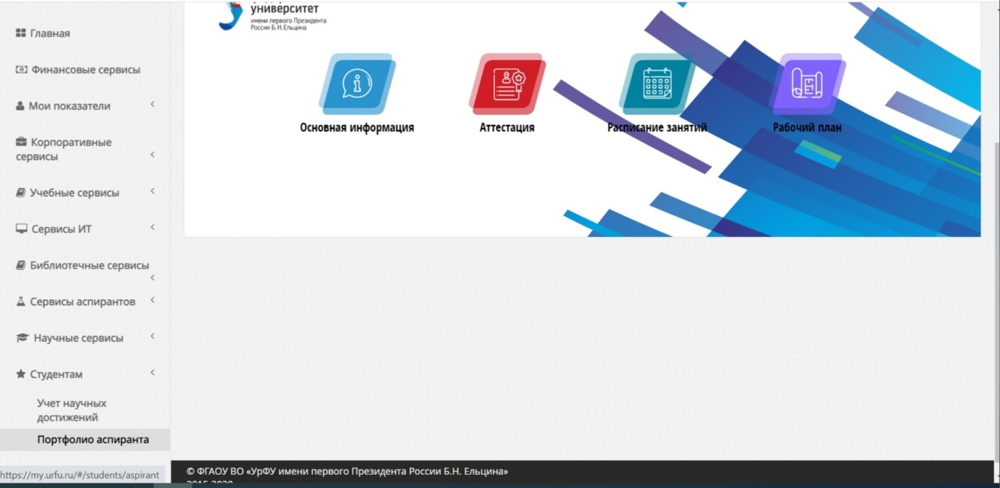 университет
имени первого Президента
России Б.Н.Ельцина
Главная
Финансовые сервисы
Мои показатели
Корпоративные
сервисы
Учебные сервисы
Сервисы ИТ
Библиотечные сервисы
Сервисы аспирантов
Научные сервисы
Студентам
Учет научных
достижений
Портфолио аспиранта
https://my.urfu.ru/#/students/aspirant
Основная информация
Аттестация
Расписание занятий
Рабочий план
© ФГАОУ ВО «УрФУ имени первого Президента России Б.Н. Ельцина»